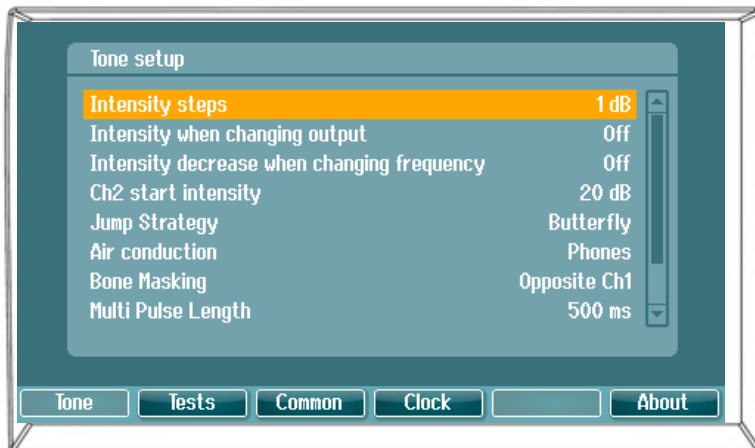 Tone setup
Intensity steps 1 dB
Intensity when changing output Off
Intensity decrease when changing frequency Off
Ch2 start intensity 20 dB
Jump Strategy Butterfly
Air conduction Phones
Bone Masking Opposite Ch1
Multi Pulse Length 500 ms
Tone Tests Common Clock About